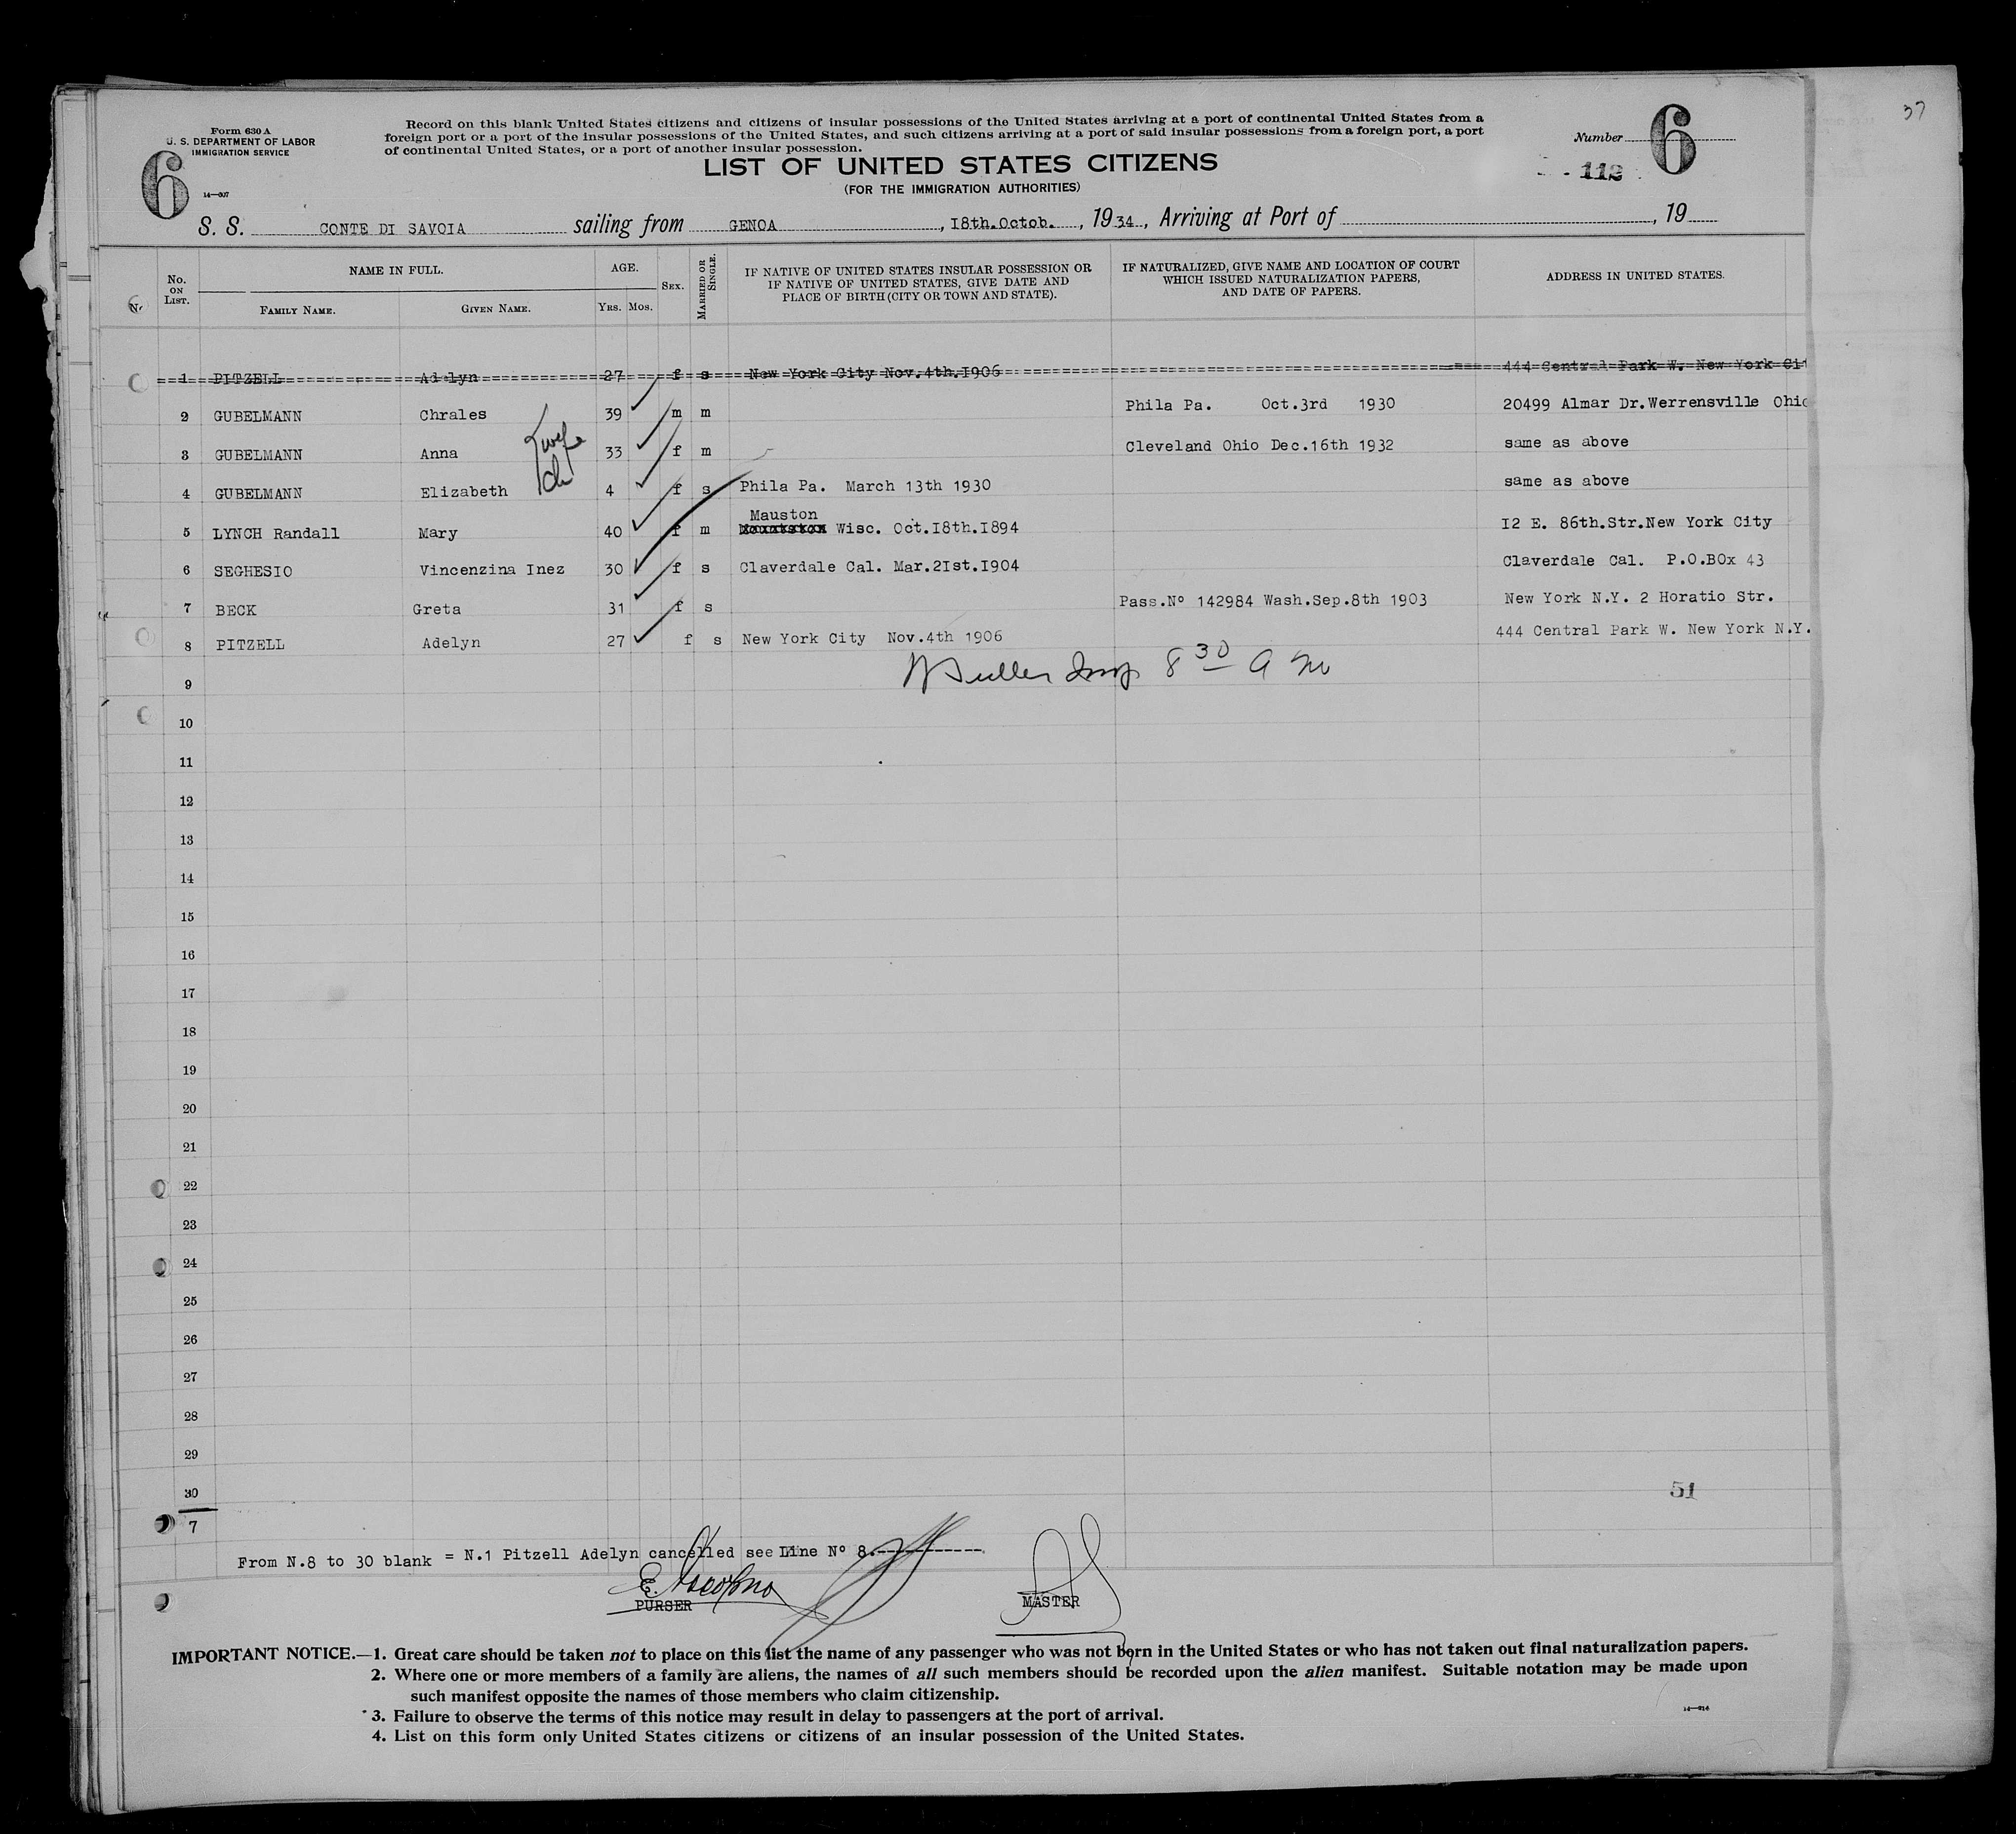 37
Form 630 A
U. S. DEPARTMENT OF LABOR
IMMIGRATION SERVICE
14—607
6
Record on this blank United States citizens and citizens of insular possessions of the United States arriving at a port of continental United States from a
foreign port or a port of the insular possessions of the United States, and such citizens arriving at a port of said insular possessions from a foreign port, a port
of continental United States, or a port of another insular possession.
Number 6
112
LIST OF UNITED STATES CITIZENS
(FOR THE IMMIGRATION AUTHORITIES)
S. S. CONTE DI SAVOIA sailing from GENOA, 18th.Octob., 1934, Arriving at Port of , 19
No. ON LIST. NAME IN FULL. FAMILY NAME. GIVEN NAME. AGE. YRS. MOS. SEX. MARRIED OR SINGLE. IF NATIVE OF UNITED STATES INSULAR POSSESSION OR IF NATIVE OF UNITED STATES, GIVE DATE AND PLACE OF BIRTH (CITY OR TOWN AND STATE). IF NATURALIZED, GIVE NAME AND LOCATION OF COURT WHICH ISSUED NATURALIZATION PAPERS, AND DATE OF PAPERS. ADDRESS IN UNITED STATES.
1 PITZELL Adelyn 27 f s New York City Nov.4th.I906 444 Central Park W. New York Cit
2 GUBELMANN Chrales 39 m m Phila Pa. Oct.3rd 1930 20499 Almar Dr.Werrensville Ohio
3 GUBELMANN Anna wife 33 f m Cleveland Ohio Dec.16th 1932 same as above
4 GUBELMANN Elizabeth ch 4 f s Phila Pa. March 13th 1930 same as above
Mauston
5 LYNCH Randall Mary 40 f m Wisc. Oct.I8th.I894 I2 E. 86th.Str.New York City
6 SEGHESIO Vincenzina Inez 30 f s Claverdale Cal. Mar.2Ist.I904 Claverdale Cal. P.O.BOx 43
7 BECK Greta 31 f s Pass.Nº 142984 Wash.Sep.8th 1903 New York N.Y. 2 Horatio Str.
8 PITZELL Adelyn 27 f s New York City Nov.4th 1906 444 Central Park W. New York N.Y.
8 30 A M
9
10
11
12
13
14
15
16
17
18
19
20
21
22
23
24
25
26
27
28
29
30
51
7
From N.8 to 30 blank = N.1 Pitzell Adelyn cancelled see Line Nº 8.-----------
PURSER
MASTER
IMPORTANT NOTICE.—1. Great care should be taken not to place on this list the name of any passenger who was not born in the United States or who has not taken out final naturalization papers.
2. Where one or more members of a family are aliens, the names of all such members should be recorded upon the alien manifest. Suitable notation may be made upon
such manifest opposite the names of those members who claim citizenship.
3. Failure to observe the terms of this notice may result in delay to passengers at the port of arrival.
4. List on this form only United States citizens or citizens of an insular possession of the United States.